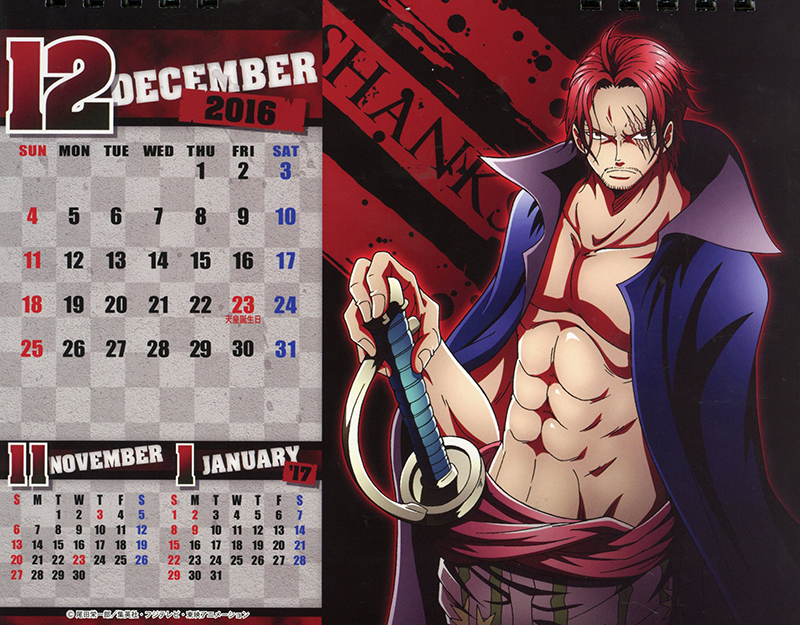 12 DECEMBER
2016
SUN MON TUE WED THU FRI SAT
1 2 3
4 5 6 7 8 9 10
11 12 13 14 15 16 17
18 19 20 21 22 23 24
天皇誕生日
25 26 27 28 29 30 31
11 NOVEMBER
S M T W T F S
1 2 3 4 5
6 7 8 9 10 11 12
13 14 15 16 17 18 19
20 21 22 23 24 25 26
27 28 29 30
1 JANUARY '17
S M T W T F S
1 2 3 4 5 6 7
8 9 10 11 12 13 14
15 16 17 18 19 20 21
22 23 24 25 26 27 28
29 30 31
© 尾田栄一郎／集英社・フジテレビ・東映アニメーション
SHANKS